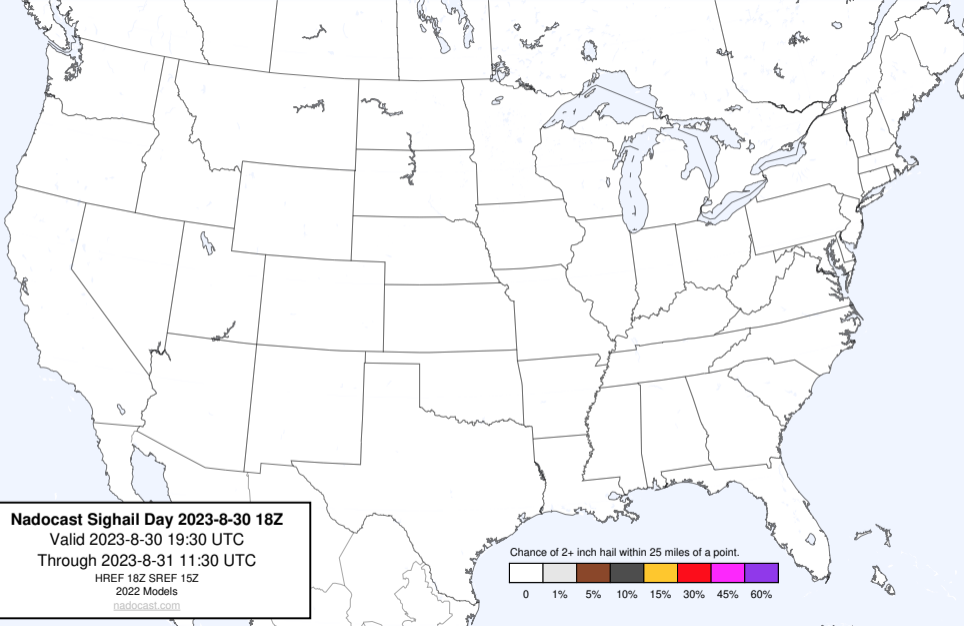 Nadocast Sighail Day 2023-8-30 18Z
Valid 2023-8-30 19:30 UTC
Through 2023-8-31 11:30 UTC
HREF 18Z SREF 15Z
2022 Models
nadocast.com
Chance of 2+ inch hail within 25 miles of a point.
0 1% 5% 10% 15% 30% 45% 60%